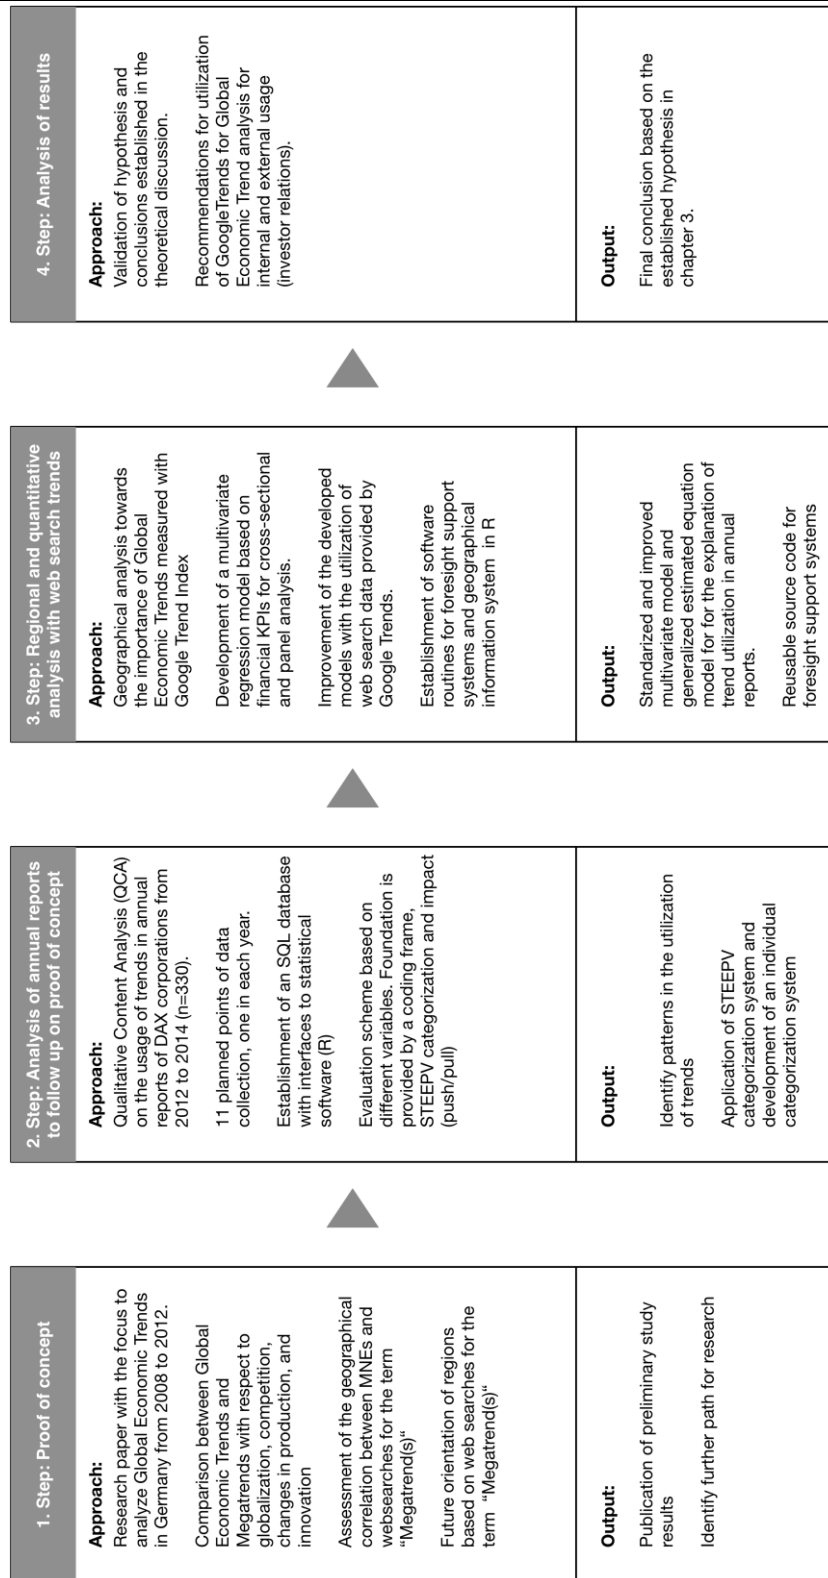 1. Step: Proof of concept
Approach:
Research paper with the focus to
analyze Global Economic Trends
in Germany from 2008 to 2012.
Comparison between Global
Economic Trends and
Megatrends with respect to
globalization, competition,
changes in production, and
innovation
Assessment of the geographical
correlation between MNEs and
websearches for the term
“Megatrend(s)“
Future orientation of regions
based on web searches for the
term “Megatrend(s)“
Output:
Publication of preliminary study
results
Identify further path for research
2. Step: Analysis of annual reports
to follow up on proof of concept
Approach:
Qualitative Content Analysis (QCA)
on the usage of trends in annual
reports of DAX corporations from
2012 to 2014 (n=330).
11 planned points of data
collection, one in each year.
Establishment of an SQL database
with interfaces to statistical
software (R)
Evaluation scheme based on
different variables. Foundation is
provided by a coding frame,
STEEPV categorization and impact
(push/pull)
Output:
Identify patterns in the utilization
of trends
Application of STEEPV
categorization system and
development of an individual
categorization system
3. Step: Regional and quantitative
analysis with web search trends
Approach:
Geographical analysis towards
the importance of Global
Economic Trends measured with
Google Trend Index
Development of a multivariate
regression model based on
financial KPIs for cross-sectional
and panel analysis.
Improvement of the developed
models with the utilization of
web search data provided by
Google Trends.
Establishment of software
routines for foresight support
systems and geographical
information system in R
Output:
Standarized and improved
multivariate model and
generalized estimated equation
model for for the explanation of
trend utilization in annual
reports.
Reusable source code for
foresight support systems
4. Step: Analysis of results
Approach:
Validation of hypothesis and
conclusions established in the
theoretical discussion.
Recommendations for utilization
of GoogleTrends for Global
Economic Trend analysis for
internal and external usage
(investor relations).
Output:
Final conclusion based on the
established hypothesis in
chapter 3.